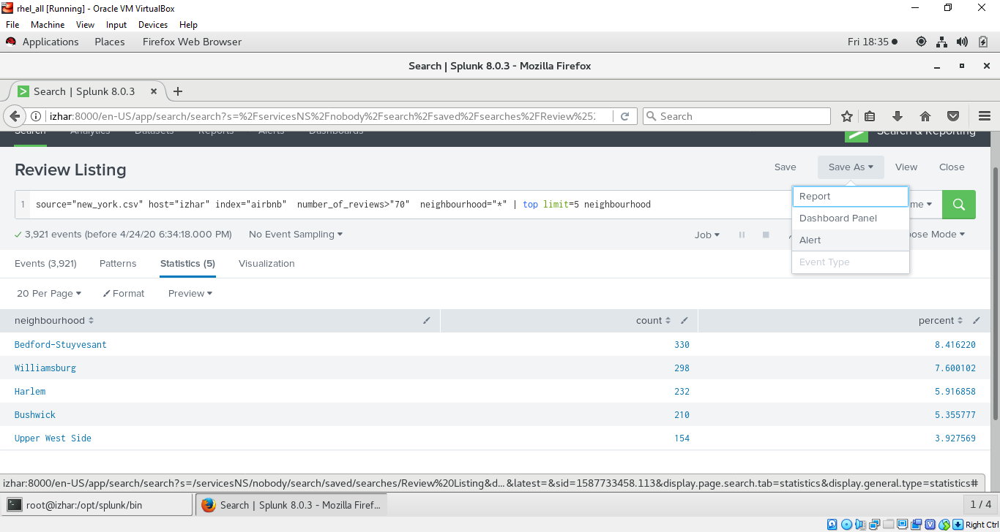 rhel_all [Running] - Oracle VM VirtualBox
File Machine View Input Devices Help
Applications Places Firefox Web Browser Fri 18:35
Search | Splunk 8.0.3 - Mozilla Firefox
Search | Splunk 8.0.3
izhar:8000/en-US/app/search/search?s=%2FservicesNS%2Fnobody%2Fsearch%2Fsaved%2Fsearches%2FReview%25 Search
Search Analytics Datasets Reports Alerts Dashboards Search & Reporting
Review Listing Save Save As View Close
1 source="new_york.csv" host="izhar" index="airbnb" number_of_reviews>"70" neighbourhood="*" | top limit=5 neighbourhood
Report
Dashboard Panel
Alert
Event Type
✓ 3,921 events (before 4/24/20 6:34:18.000 PM) No Event Sampling Job Mode
Events (3,921) Patterns Statistics (5) Visualization
20 Per Page Format Preview
neighbourhood count percent
Bedford-Stuyvesant 330 8.416220
Williamsburg 298 7.600102
Harlem 232 5.916858
Bushwick 210 5.355777
Upper West Side 154 3.927569
izhar:8000/en-US/app/search/search?s=/servicesNS/nobody/search/saved/searches/Review%20Listing&d...&latest=&sid=1587733458.113&display.page.search.tab=statistics&display.general.type=statistics#
root@izhar:/opt/splunk/bin Search | Splunk 8.0.3 - Mozilla Firef... 1 / 4
Right Ctrl